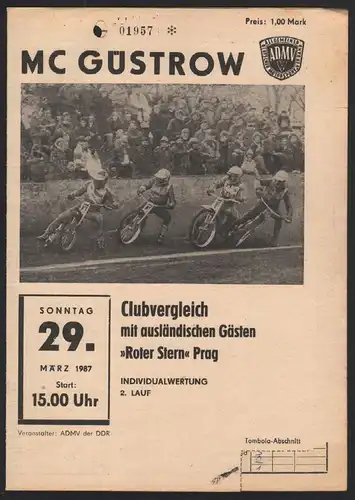 01957 *
Preis: 1,00 Mark
MC GÜSTROW
ALLGEMEINER
ADMV
SONNTAG
29.
MÄRZ 1987
Start:
15.00 Uhr
Clubvergleich
mit ausländischen Gästen
»Roter Stern« Prag
INDIVIDUALWERTUNG
2. LAUF
Veranstalter: ADMV der DDR
Tombola-Abschnitt